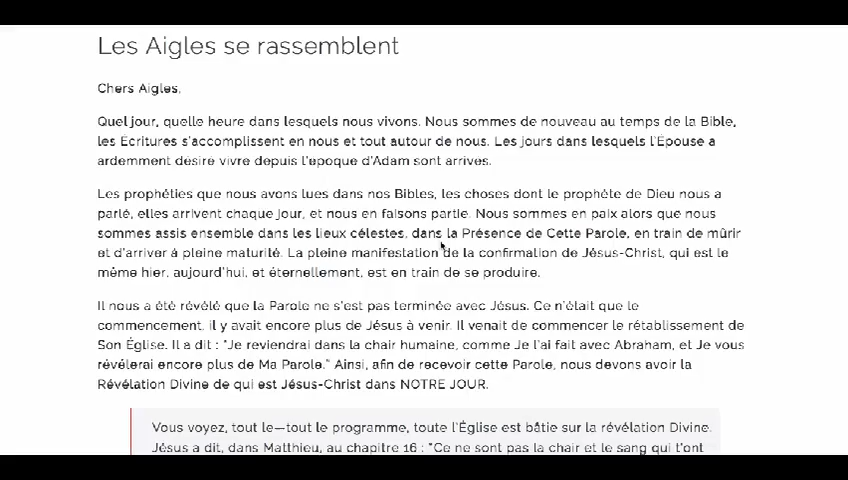 Les Aigles se rassemblent
Chers Aigles,
Quel jour, quelle heure dans lesquels nous vivons. Nous sommes de nouveau au temps de la Bible,
les Écritures s'accomplissent en nous et tout autour de nous. Les jours dans lesquels l'Épouse a
ardemment désiré vivre depuis l'époque d'Adam sont arrivés.
Les prophéties que nous avons lues dans nos Bibles, les choses dont le prophète de Dieu nous a
parlé, elles arrivent chaque jour, et nous en faisons partie. Nous sommes en paix alors que nous
sommes assis ensemble dans les lieux célestes, dans la Présence de Cette Parole, en train de mûrir
et d'arriver à pleine maturité. La pleine manifestation de la confirmation de Jésus-Christ, qui est le
même hier, aujourd'hui, et éternellement, est en train de se produire.
Il nous a été révélé que la Parole ne s'est pas terminée avec Jésus. Ce n'était que le
commencement, il y avait encore plus de Jésus à venir. Il venait de commencer le rétablissement de
Son Église. Il a dit : "Je reviendrai dans la chair humaine, comme Je l'ai fait avec Abraham, et Je vous
révélerai encore plus de Ma Parole." Ainsi, afin de recevoir cette Parole, nous devons avoir la
Révélation Divine de qui est Jésus-Christ dans NOTRE JOUR.
Vous voyez, tout le—tout le programme, toute l'Église est bâtie sur la révélation Divine.
Jésus a dit, dans Matthieu, au chapitre 16 : "Ce ne sont pas la chair et le sang qui t'ont